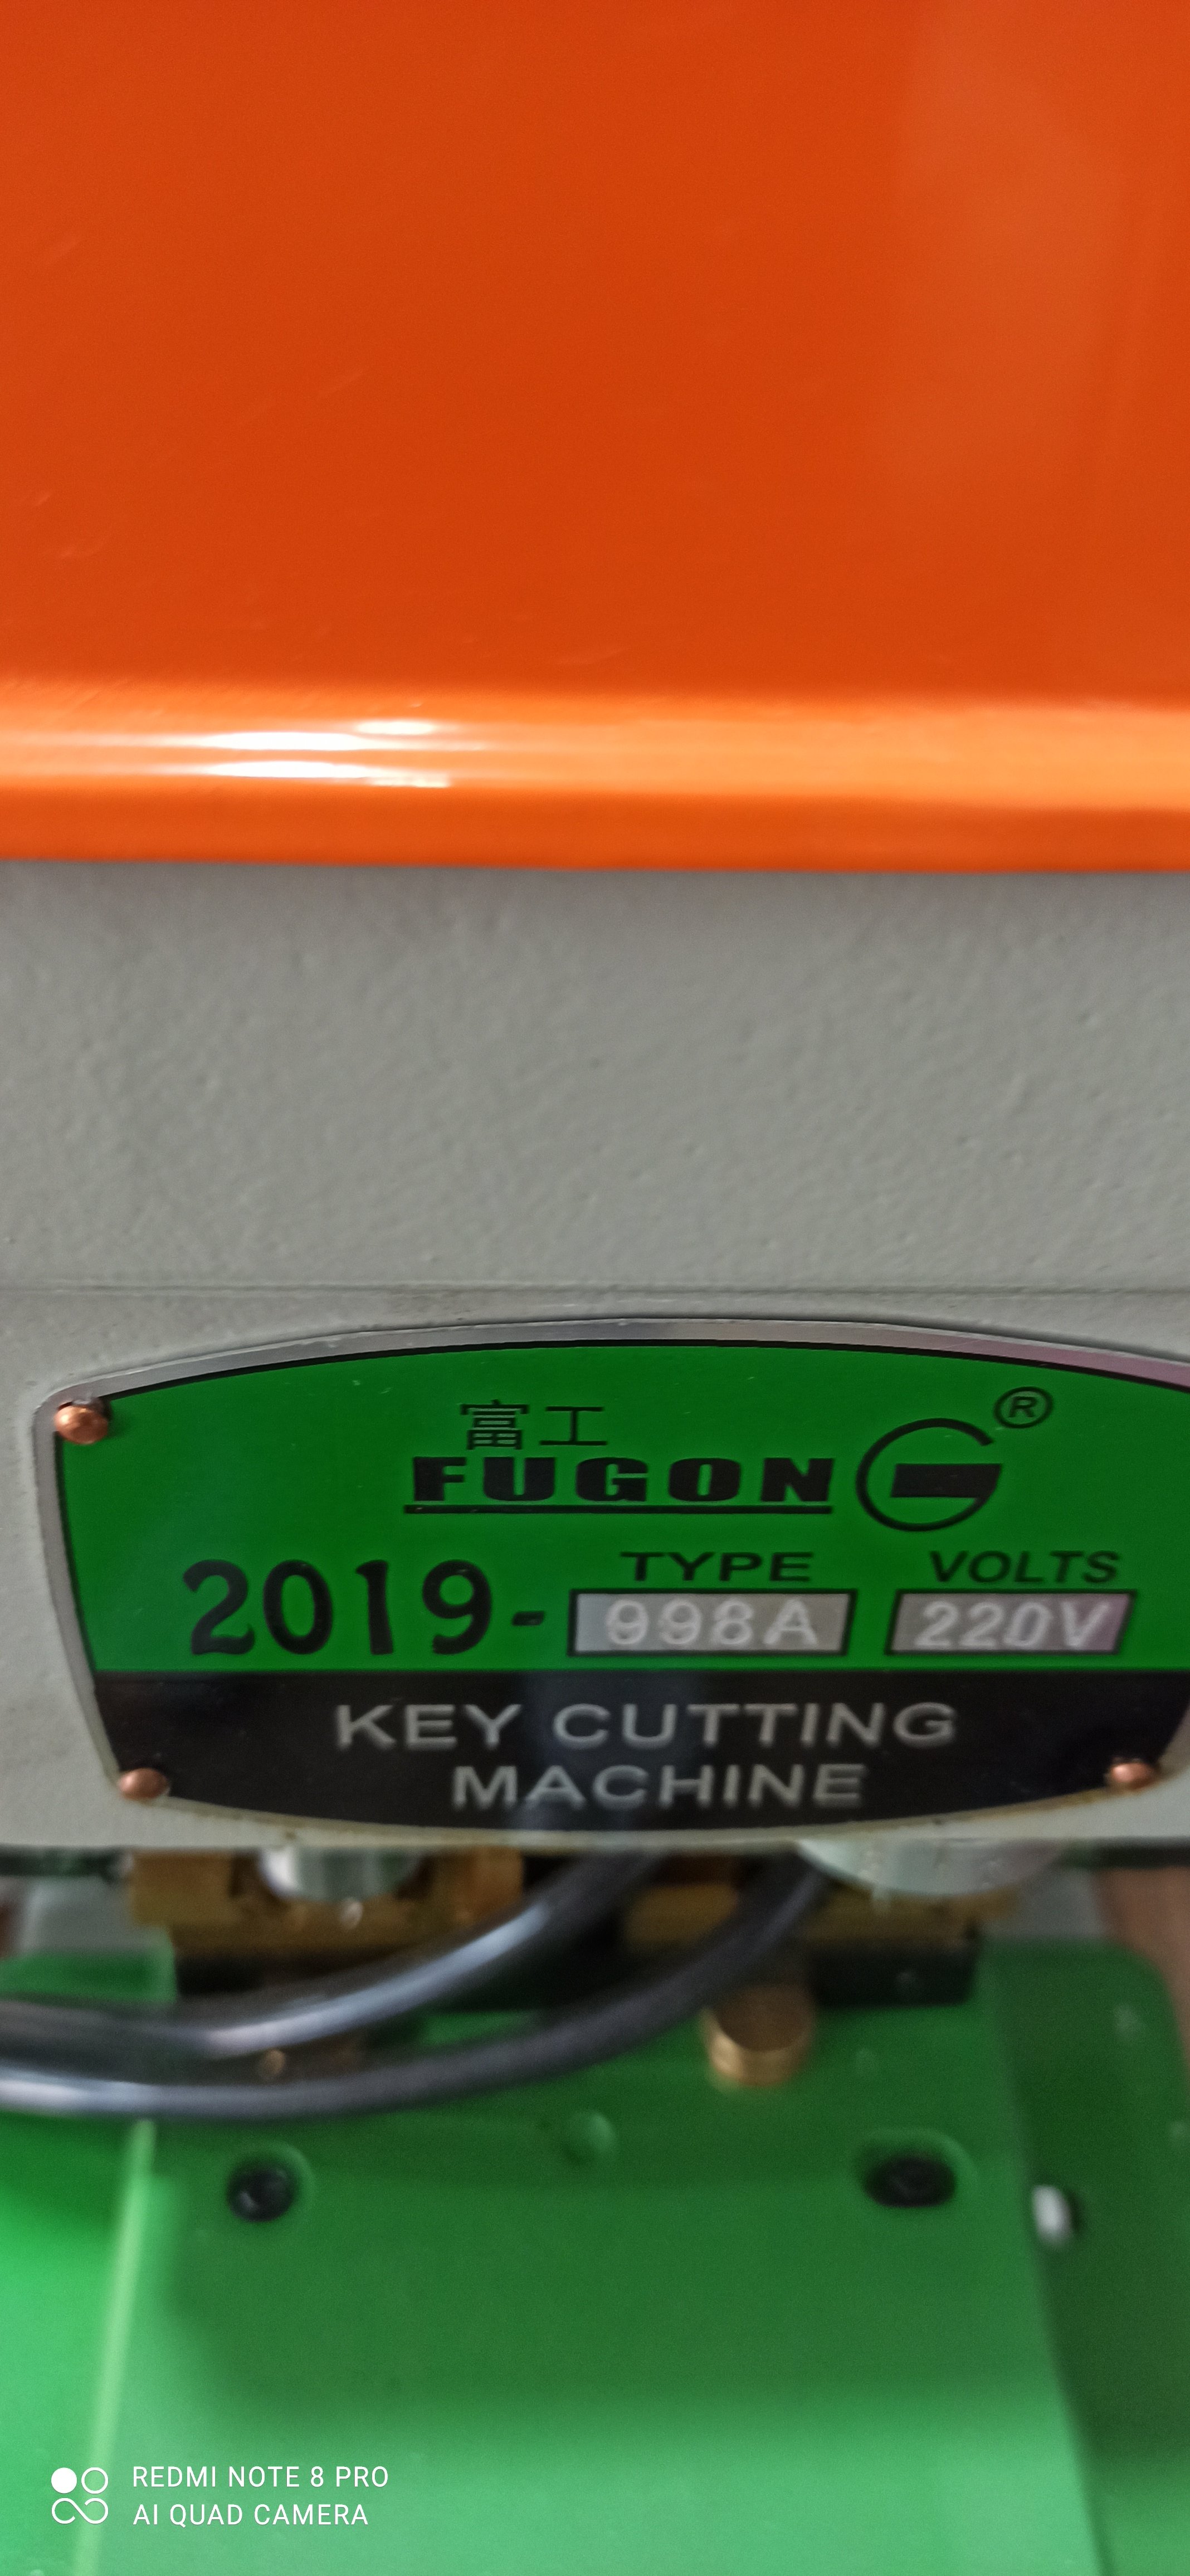 富工
FUGON G ®
TYPE VOLTS
2019- 998A 220V
KEY CUTTING
MACHINE
REDMI NOTE 8 PRO
AI QUAD CAMERA